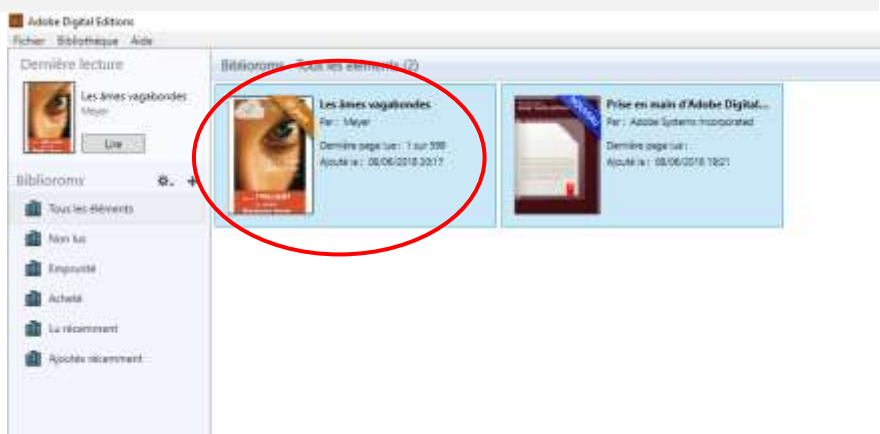 Adobe Digital Editions
Fichier Bibliothèque Aide
Dernière lecture
Les âmes vagabondes
Meyer
Lire
Biblioroms
Tous les éléments
Non lus
Emprunté
Acheté
Lu récemment
Ajoutés récemment
Biblioroms - Tous les éléments (2)
Les âmes vagabondes
Par : Meyer
Dernière page lue : 1 sur 598
Ajouté le : 08/06/2018 20:17
NOUVEAU
Prise en main d'Adobe Digital...
Par : Adobe Systems Incorporated
Dernière page lue :
Ajouté le : 08/06/2018 19:21